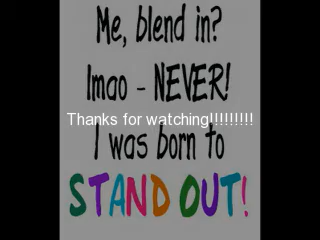 Me, blend in?
lmao - NEVER!
Thanks for watching!!!!!!!!!
I was born to
STAND OUT!